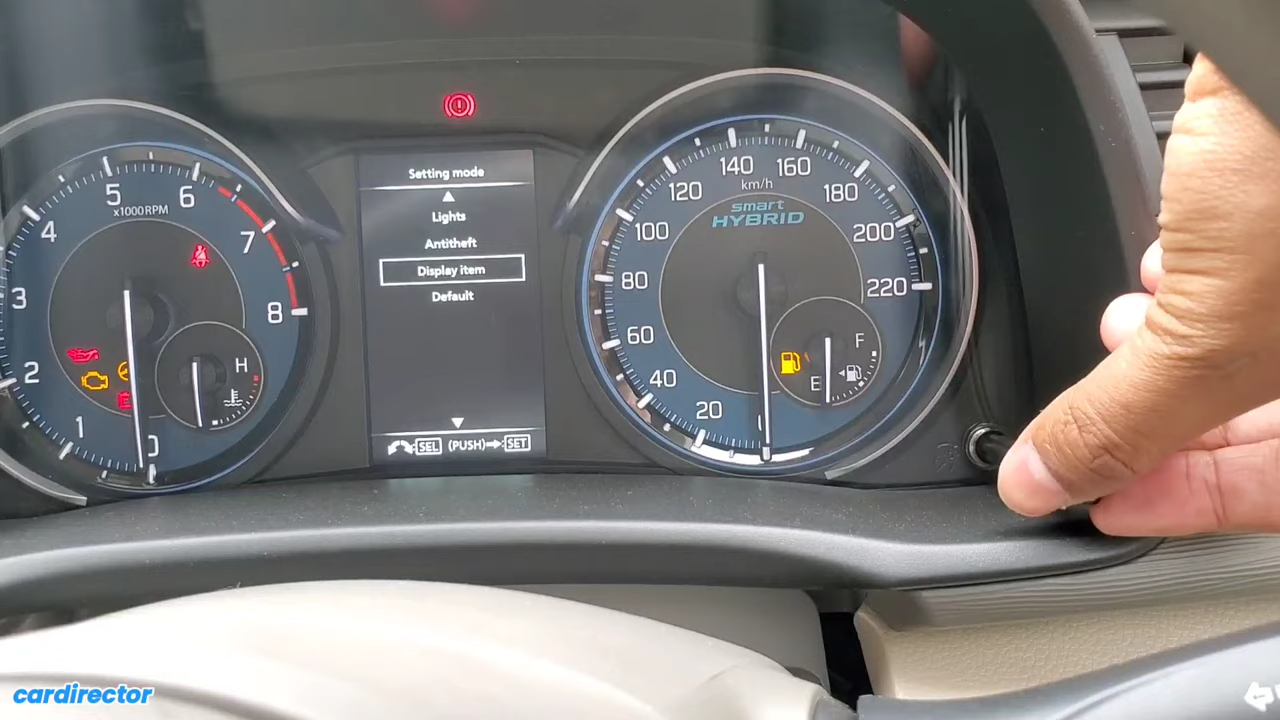 Setting mode
Lights
Antitheft
Display item
Default
SEL (PUSH) SET
0
1
2
3
4
5
6
7
8
x1000RPM
H
20
40
60
80
100
120
140
160
180
200
220
km/h
smart
HYBRID
F
E
cardirector